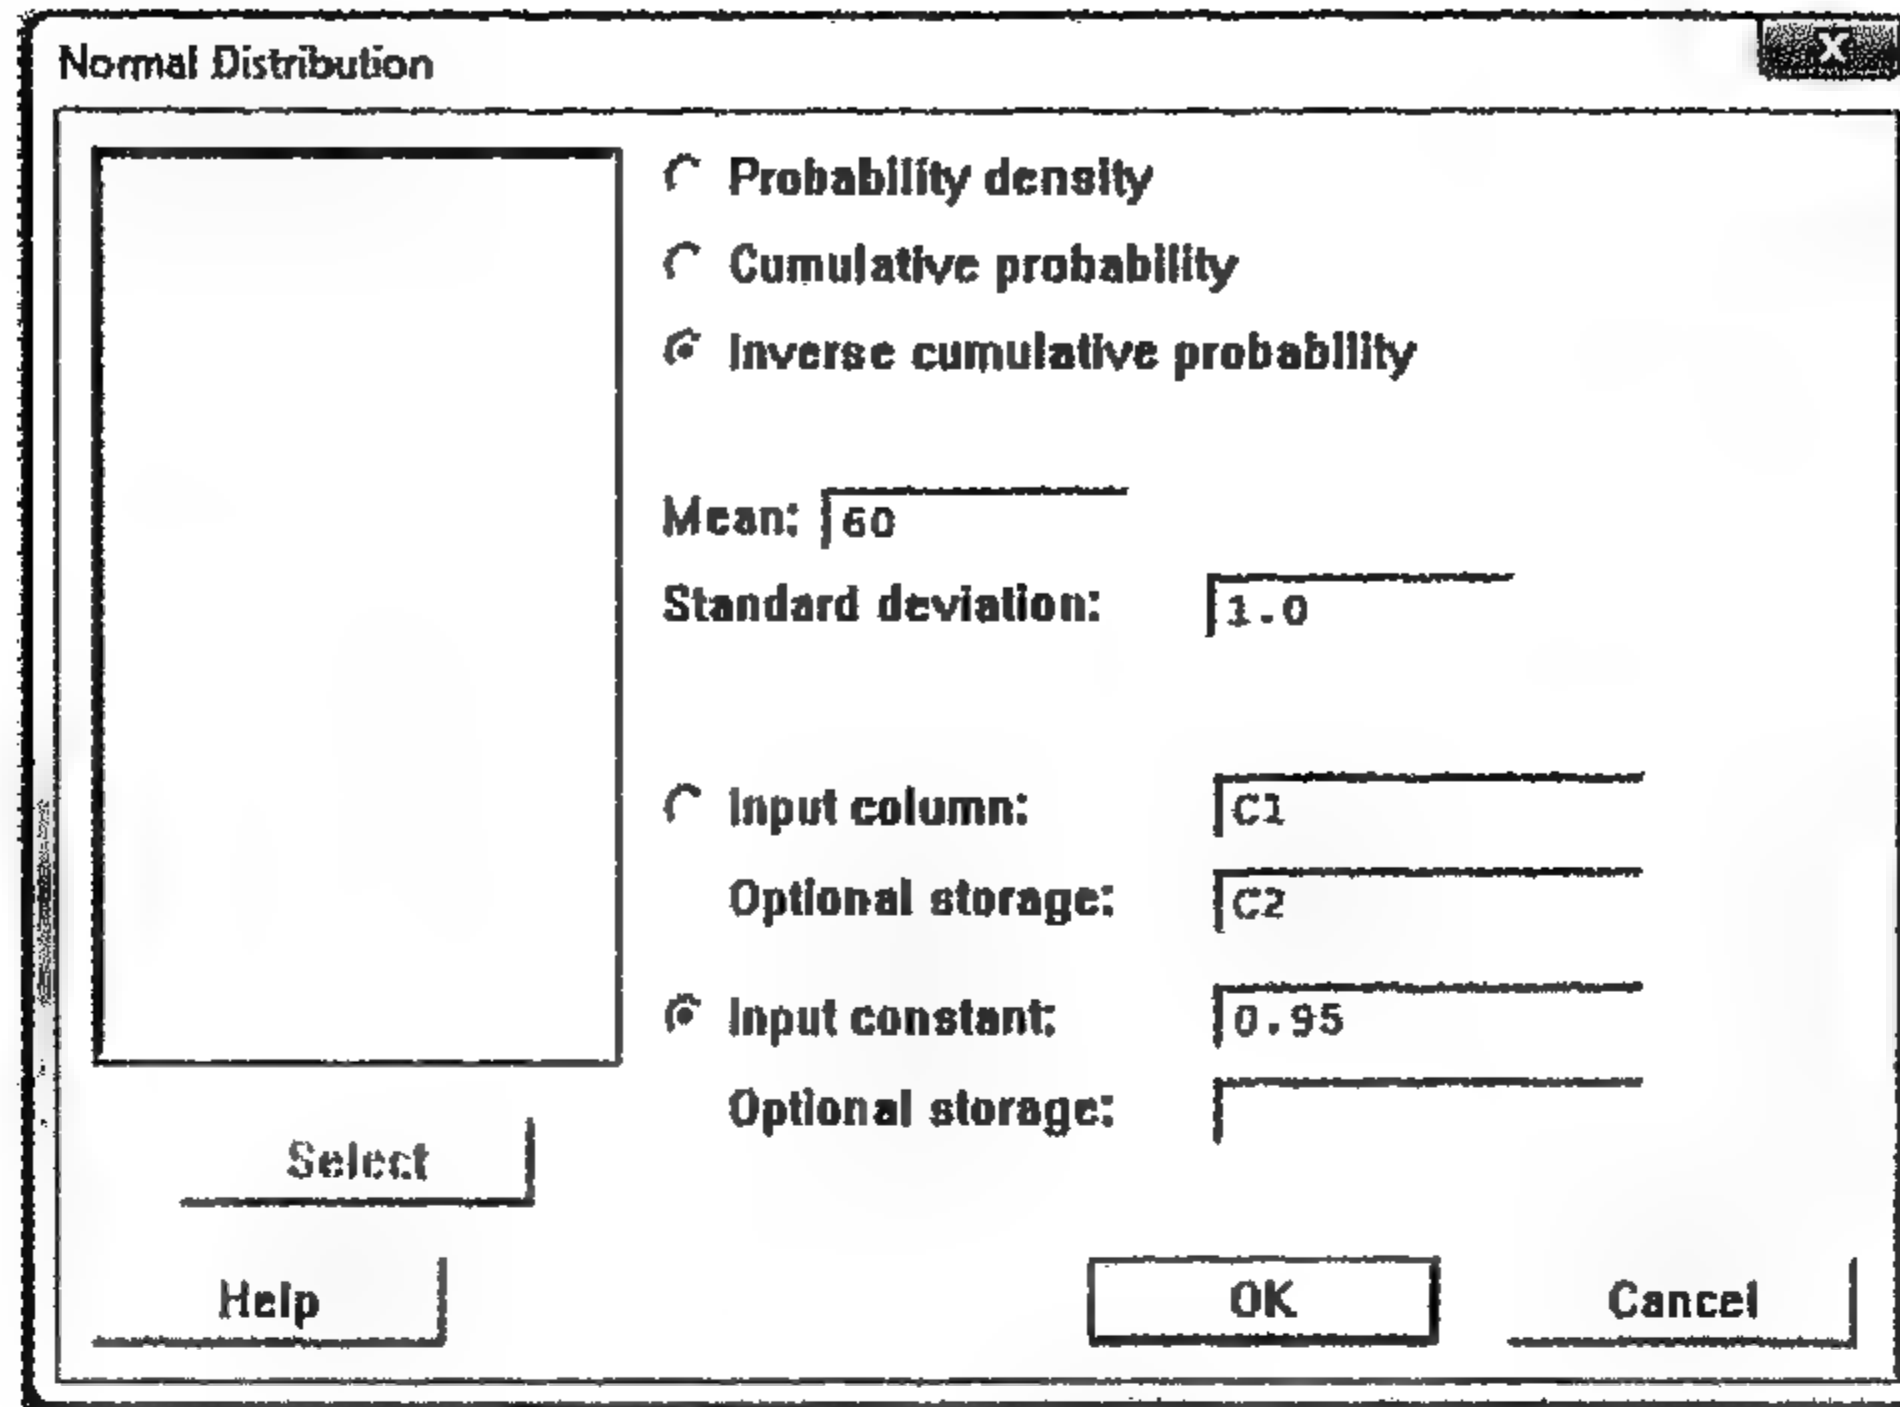 Normal Distribution
X
Probability density
Cumulative probability
Inverse cumulative probability
Mean: 60
Standard deviation: 1.0
Input column: C1
Optional storage: C2
Input constant: 0.95
Optional storage:
Select
Help
OK
Cancel